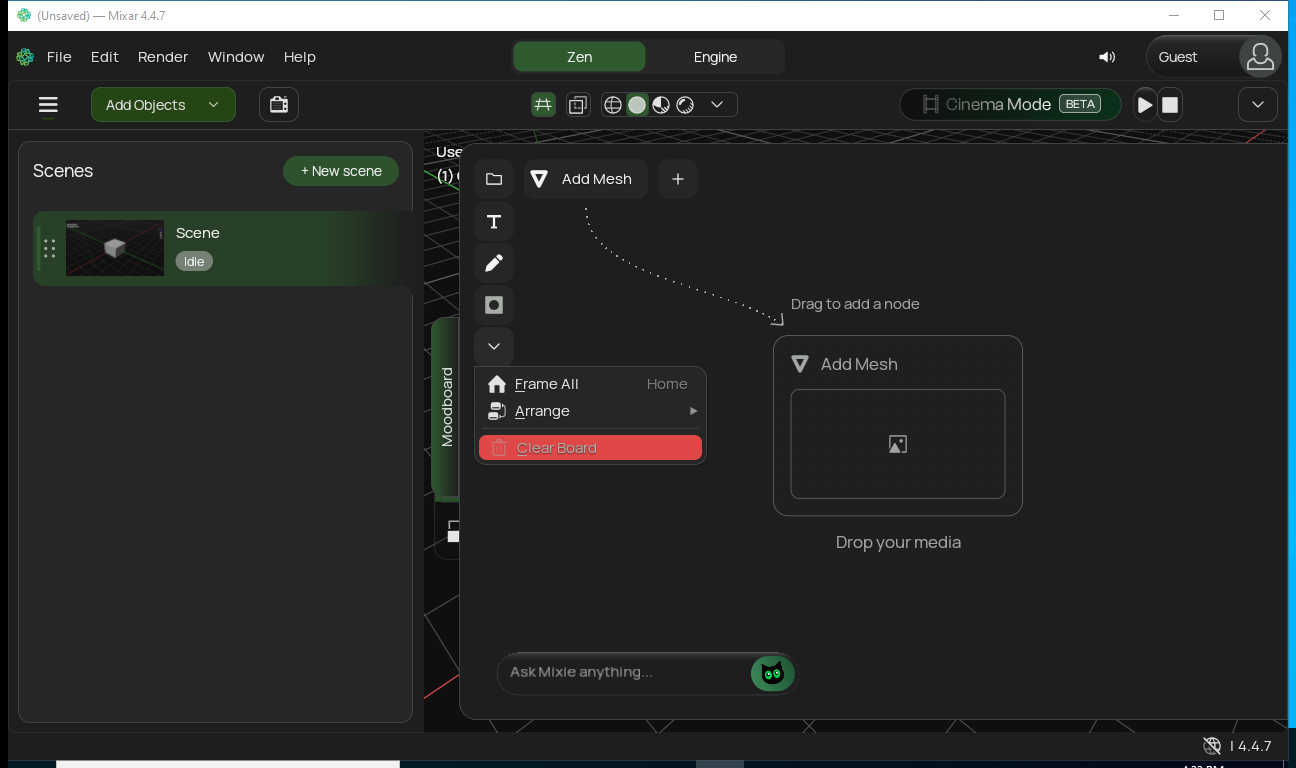 (Unsaved) — Mixar 4.4.7
File Edit Render Window Help
Zen Engine
Guest
Add Objects
Cinema Mode BETA
Scenes
+ New scene
Scene
Idle
Use
(1)
Add Mesh
+
T
Drag to add a node
Add Mesh
Moodboard
Frame All Home
Arrange
Clear Board
Drop your media
Ask Mixie anything...
| 4.4.7